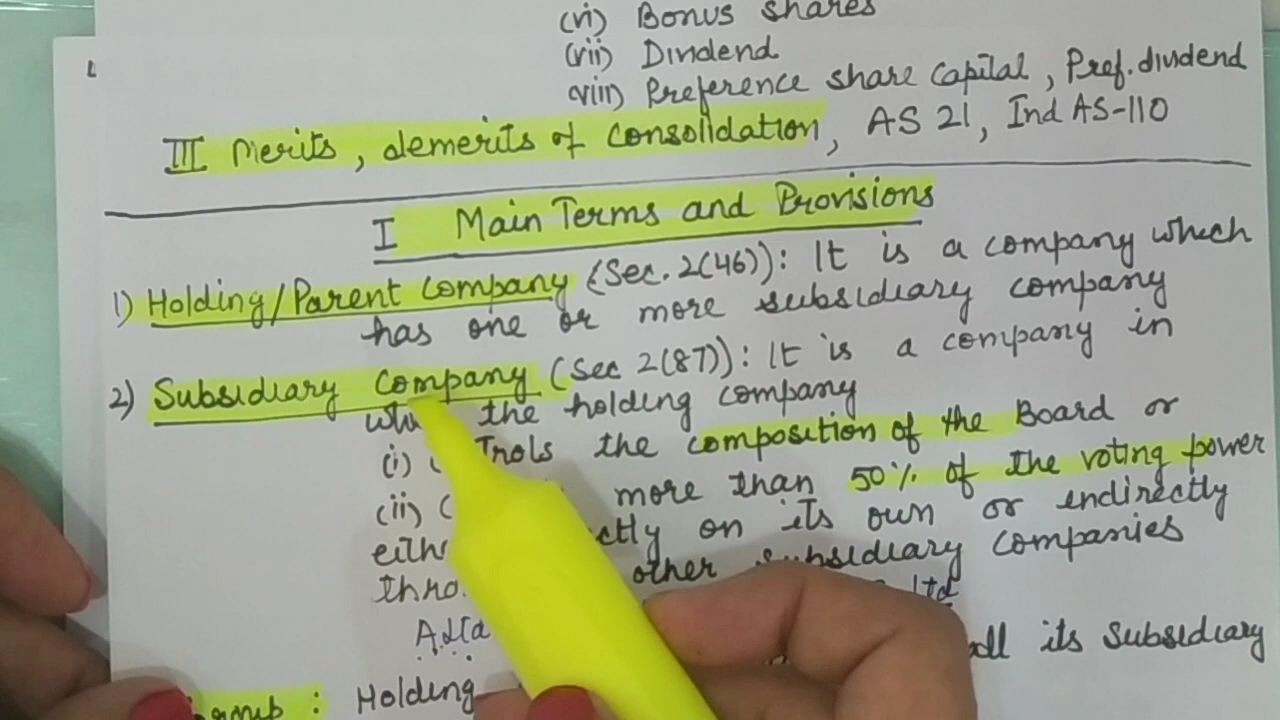 (vi) Bonus shares
(vii) Dividend
(viii) Preference share capital, Pref. dividend
III Merits, demerits of consolidation, AS 21, Ind AS-110
I Main Terms and Provisions
1) Holding/Parent company (Sec. 2(46)): It is a company which
has one or more subsidiary company
2) Subsidiary company (Sec 2(87)): It is a company in
the holding company
(i) the composition of the Board or
(ii) more than 50% of the voting power
on its own or indirectly
other subsidiary companies
ltd
all its Subsidiary
: Holding